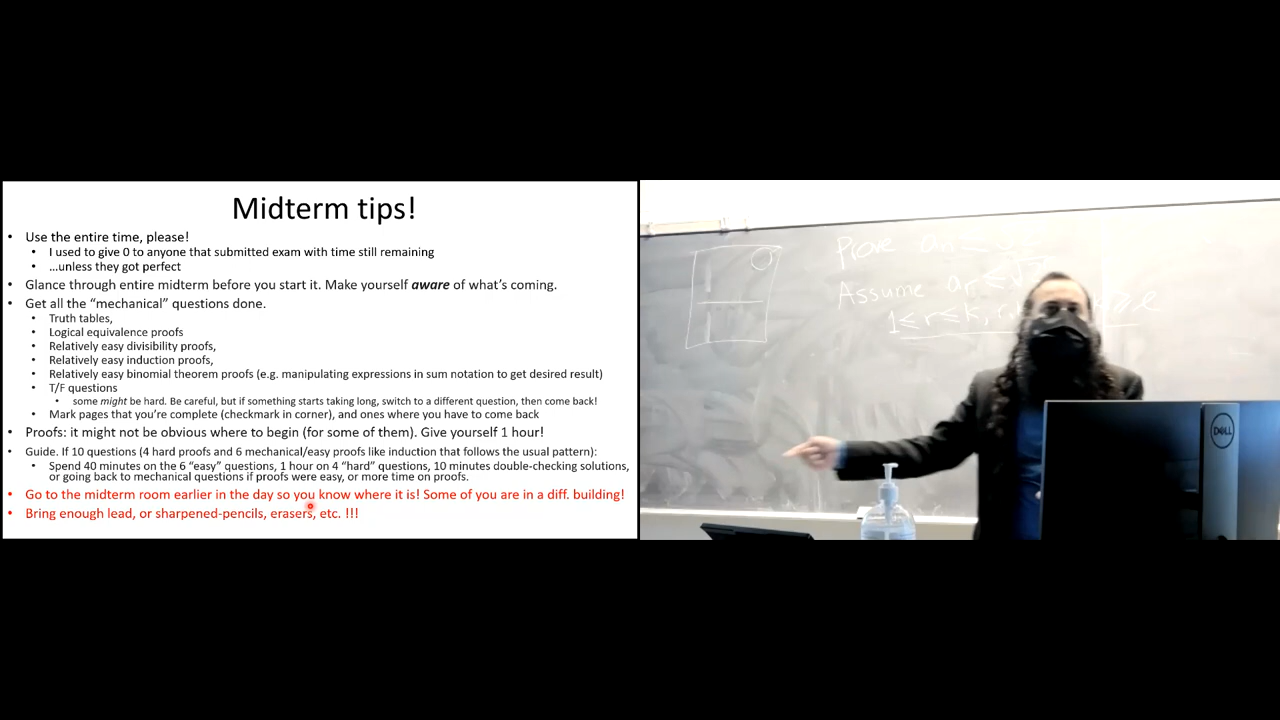 Midterm tips!
• Use the entire time, please!
• I used to give 0 to anyone that submitted exam with time still remaining
• …unless they got perfect
• Glance through entire midterm before you start it. Make yourself aware of what's coming.
• Get all the “mechanical” questions done.
• Truth tables,
• Logical equivalence proofs
• Relatively easy divisibility proofs,
• Relatively easy induction proofs,
• Relatively easy binomial theorem proofs (e.g. manipulating expressions in sum notation to get desired result)
• T/F questions
• some might be hard. Be careful, but if something starts taking long, switch to a different question, then come back!
• Mark pages that you're complete (checkmark in corner), and ones where you have to come back
• Proofs: it might not be obvious where to begin (for some of them). Give yourself 1 hour!
• Guide. If 10 questions (4 hard proofs and 6 mechanical/easy proofs like induction that follows the usual pattern):
• Spend 40 minutes on the 6 “easy” questions, 1 hour on 4 “hard” questions, 10 minutes double-checking solutions,
or going back to mechanical questions if proofs were easy, or more time on proofs.
• Go to the midterm room earlier in the day so you know where it is! Some of you are in a diff. building!
• Bring enough lead, or sharpened-pencils, erasers, etc. !!!
Prove
Assume ar ≤
1 ≤ r ≤ k,
DELL